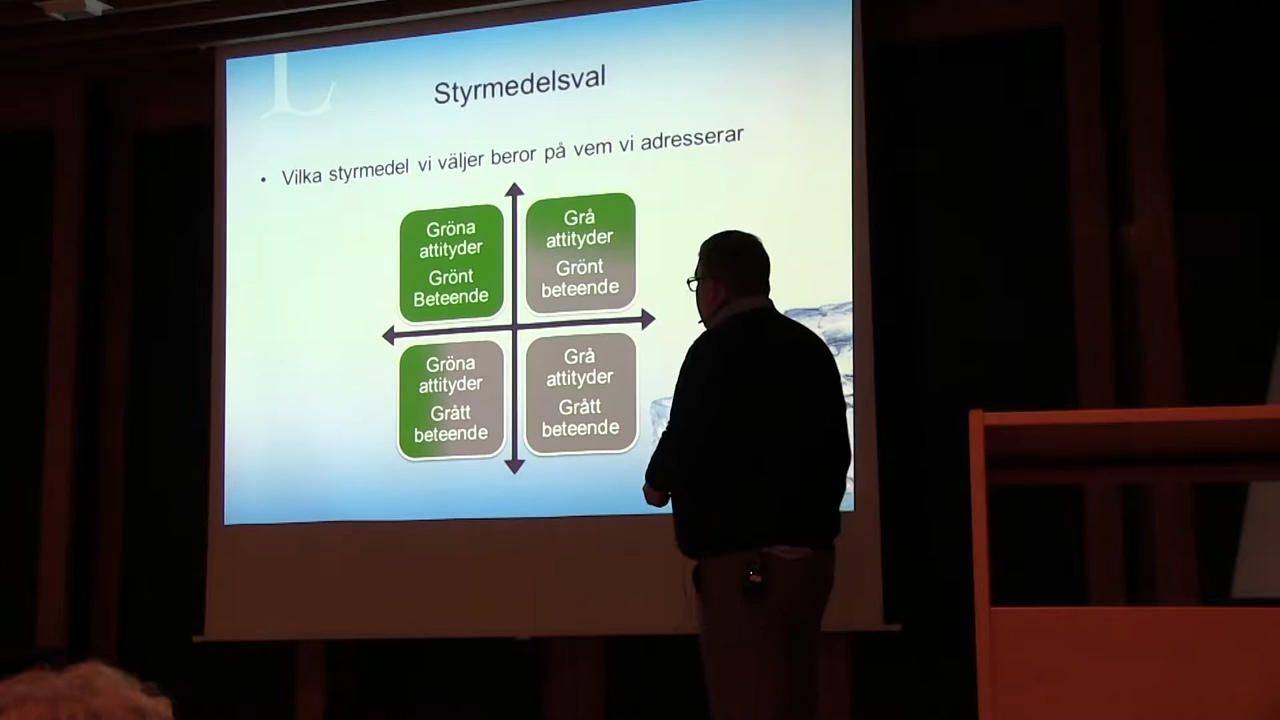 L
Styrmedelsval
• Vilka styrmedel vi väljer beror på vem vi adresserar
Gröna
attityder
Grönt
Beteende
Grå
attityder
Grönt
beteende
Gröna
attityder
Grått
beteende
Grå
attityder
Grått
beteende